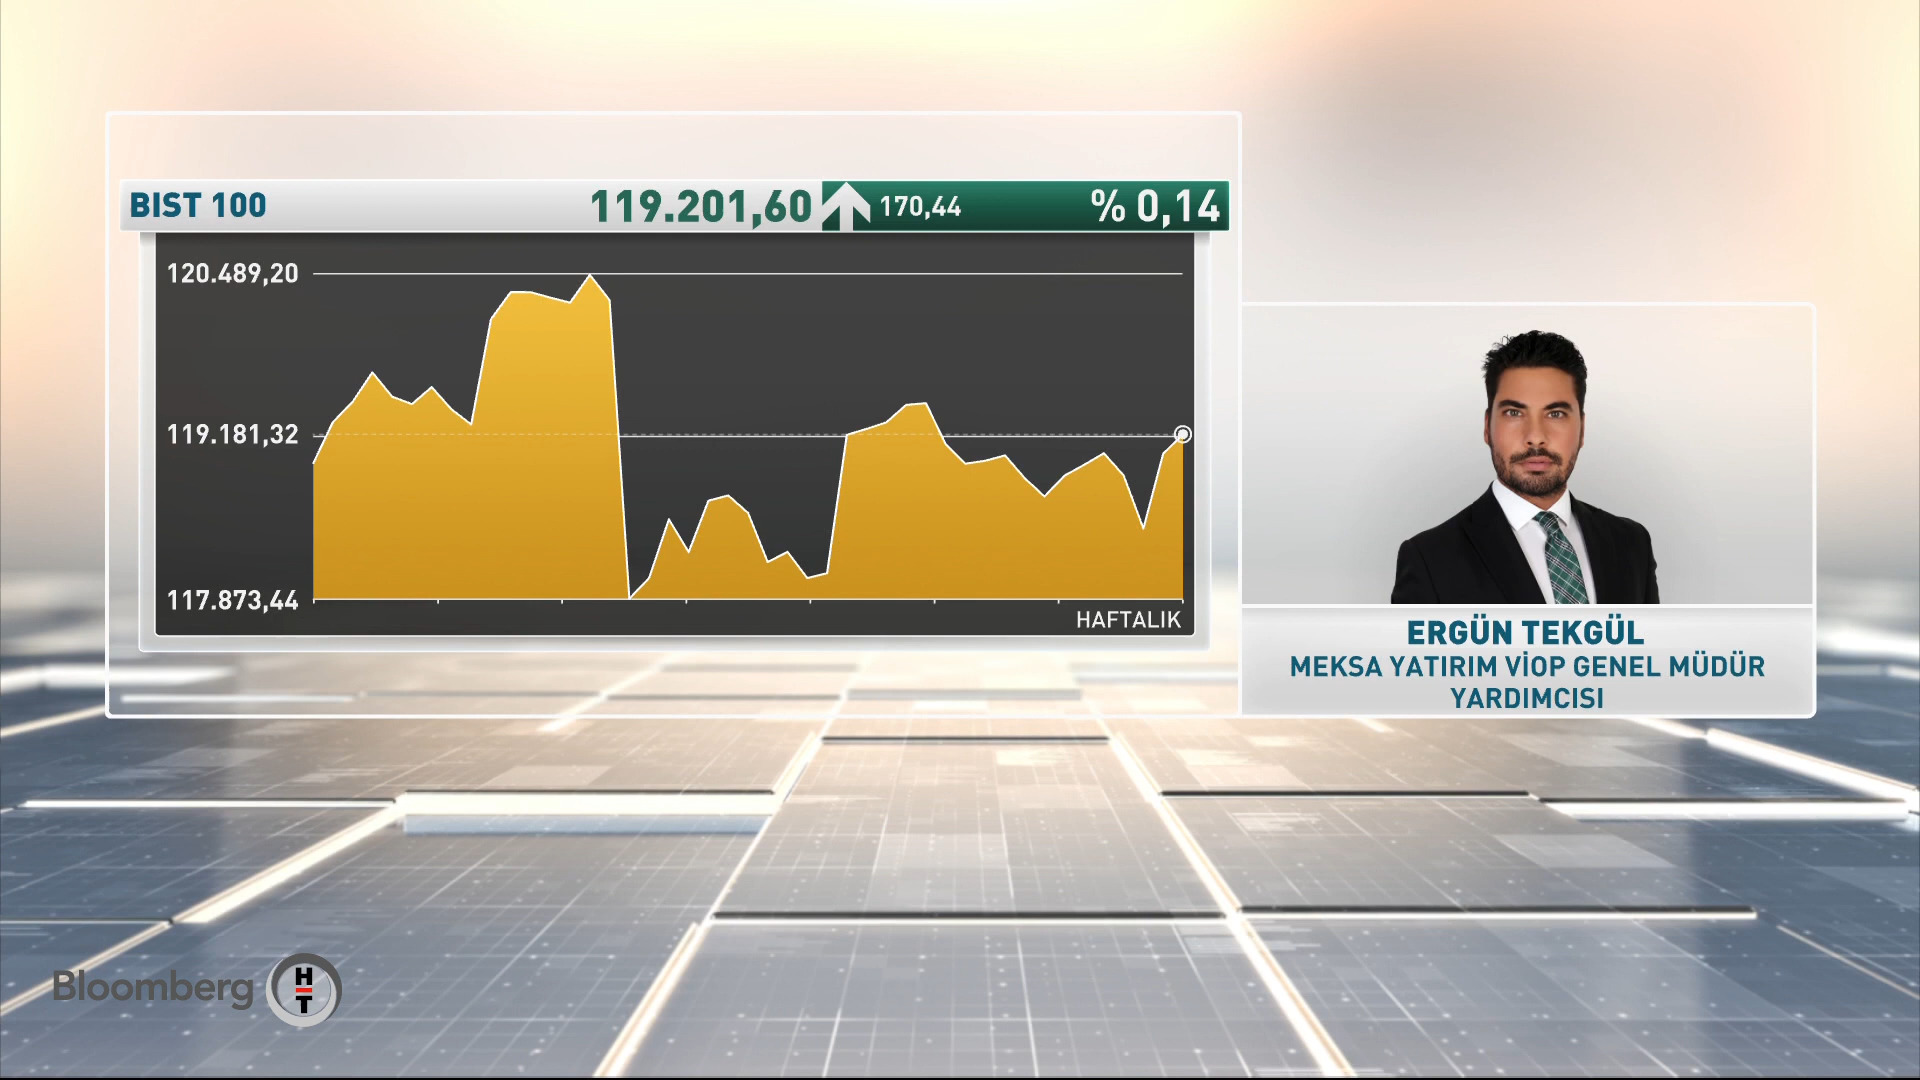 BIST 100 119.201,60 170,44 % 0,14
120.489,20
119.181,32
117.873,44
HAFTALIK
ERGÜN TEKGÜL
MEKSA YATIRIM VİOP GENEL MÜDÜR
YARDIMCISI
Bloomberg HT